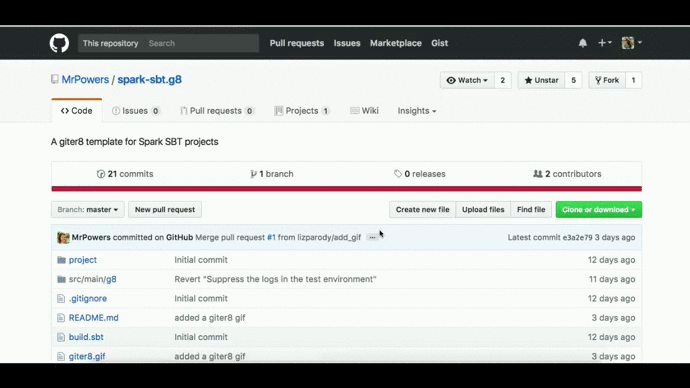 This repository Search Pull requests Issues Marketplace Gist
MrPowers / spark-sbt.g8 Watch 2 Unstar 5 Fork 1
Code Issues 0 Pull requests 0 Projects 1 Wiki Insights
A giter8 template for Spark SBT projects
21 commits 1 branch 0 releases 2 contributors
Branch: master New pull request Create new file Upload files Find file Clone or download
MrPowers committed on GitHub Merge pull request #1 from lizparody/add_gif ... Latest commit e3a2e79 3 days ago
project Initial commit 12 days ago
src/main/g8 Revert "Suppress the logs in the test environment" 11 days ago
.gitignore Initial commit 12 days ago
README.md added a giter8 gif 3 days ago
build.sbt Initial commit 12 days ago
giter8.gif added a giter8 gif 3 days ago